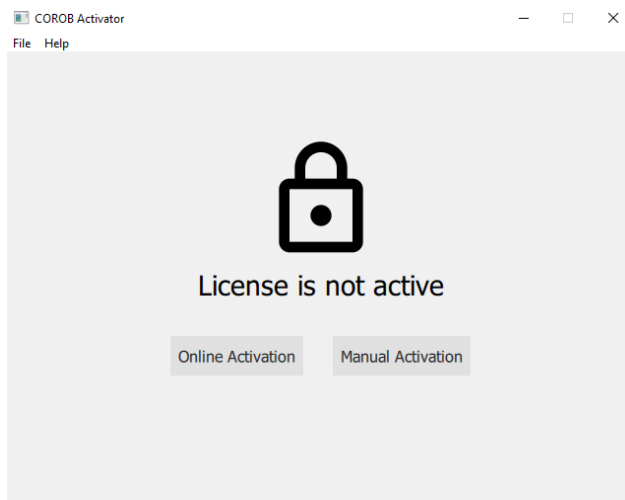 COROB Activator
File Help
License is not active
Online Activation Manual Activation